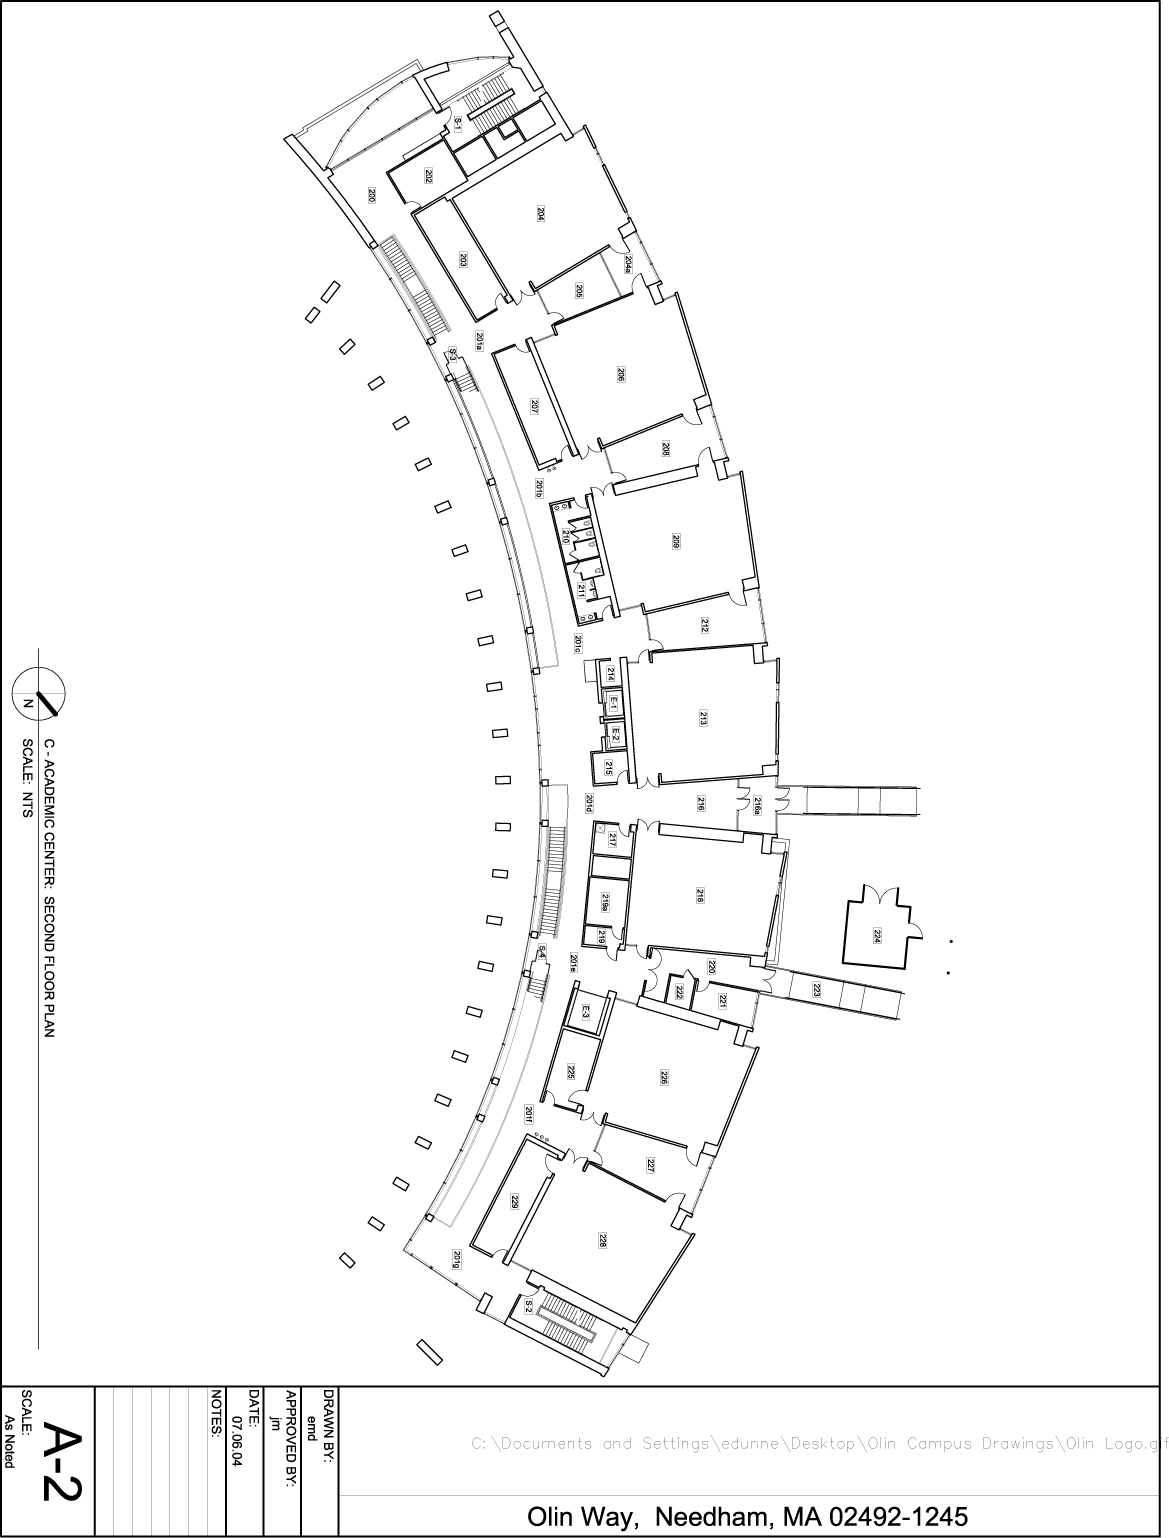 S-1
202
200
204
203
204a
205
201a
S-3
206
207
208
201b
209
210
211
212
201c
214
E-1
E-2
213
215
201d
216
216a
217
218
219a
219
224
S-4
201e
220
222
221
223
E-3
226
225
201f
227
229
228
201g
S-2
N
C - ACADEMIC CENTER: SECOND FLOOR PLAN
SCALE: NTS
DRAWN BY:
emd
APPROVED BY:
jm
DATE:
07.06.04
NOTES:
A-2
SCALE:
As Noted
C:\Documents and Settings\edunne\Desktop\Olin Campus Drawings\Olin Logo.gif
Olin Way, Needham, MA 02492-1245